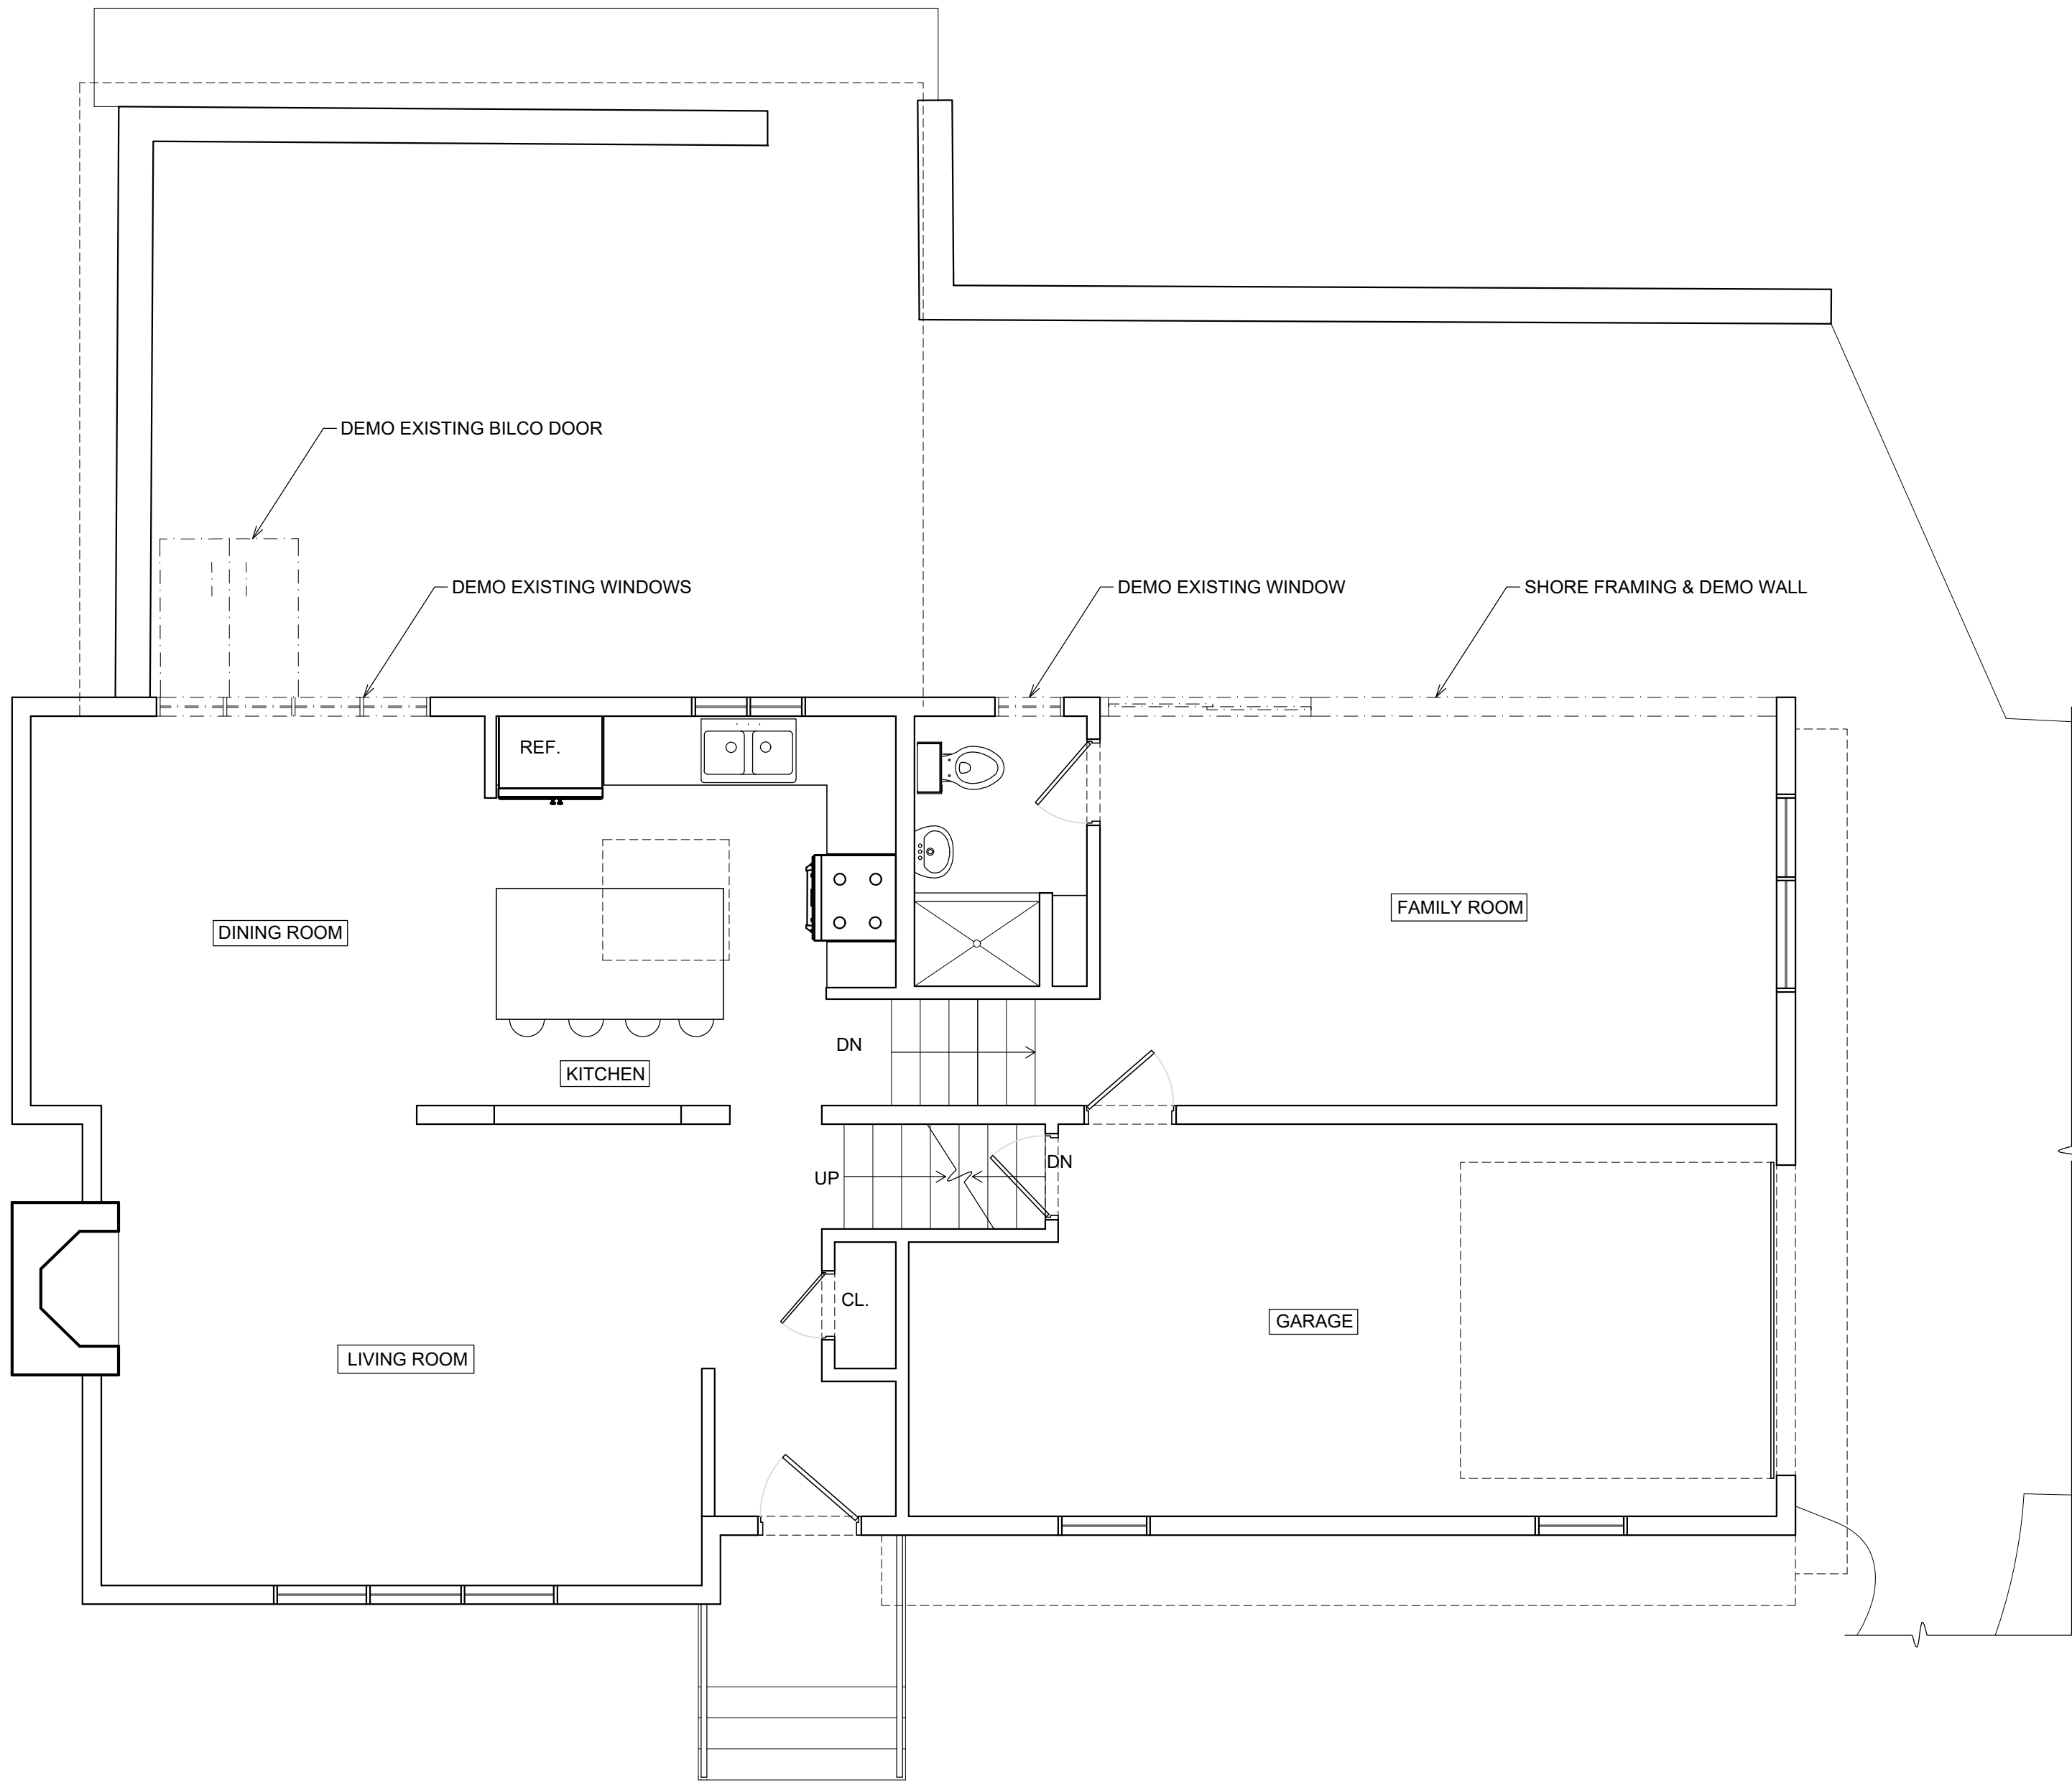 DEMO EXISTING BILCO DOOR
DEMO EXISTING WINDOWS
DEMO EXISTING WINDOW
SHORE FRAMING & DEMO WALL
REF.
FAMILY ROOM
DINING ROOM
DN
KITCHEN
DN
UP
CL.
GARAGE
LIVING ROOM